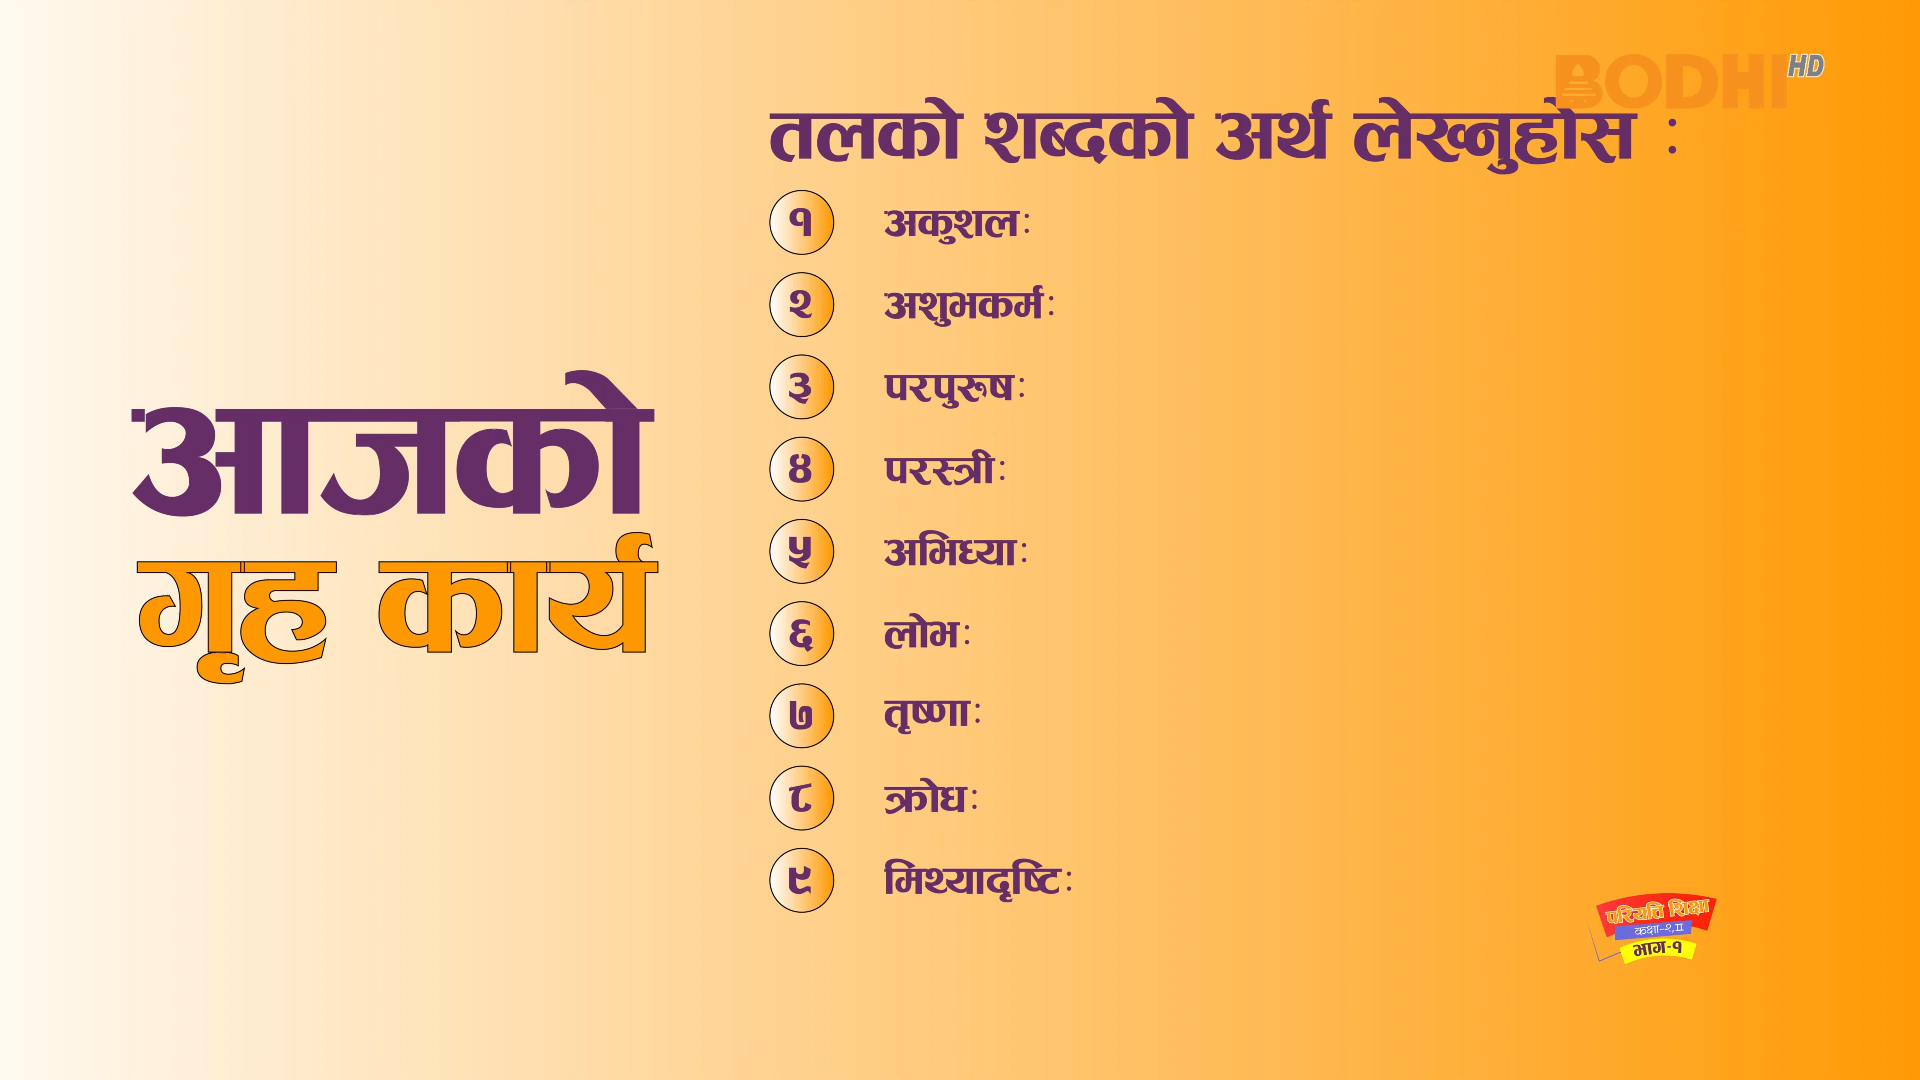 BODHI HD
आजको
गृह कार्य
तलको शब्दको अर्थ लेख्नुहोस :
१ अकुशल:
२ अशुभकर्म:
३ परपुरुष:
४ परस्त्री:
५ अभिध्या:
६ लोभ:
७ तृष्णा:
८ क्रोध:
९ मिथ्यादृष्टि:
परियत्ति शिक्षा
कक्षा-२,II
भाग-१